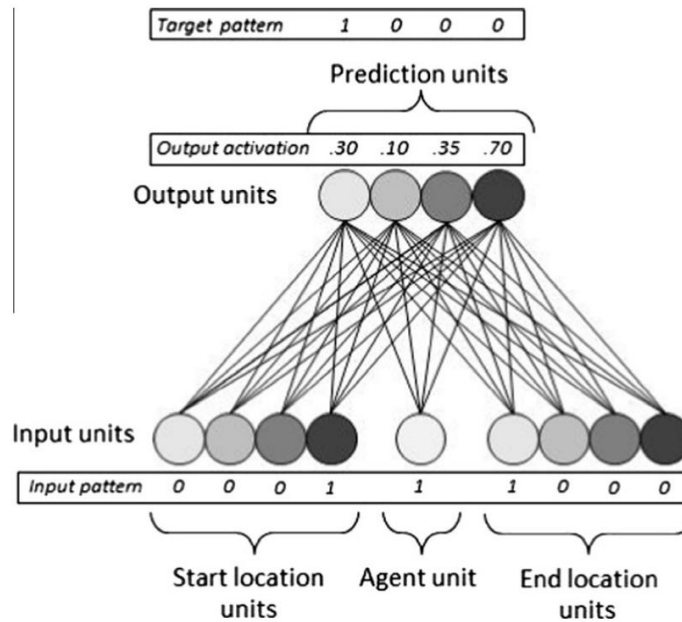 Target pattern 1 0 0 0
Prediction units
Output activation .30 .10 .35 .70
Output units
Input units
Input pattern 0 0 0 1 1 1 0 0 0
Start location units
Agent unit
End location units